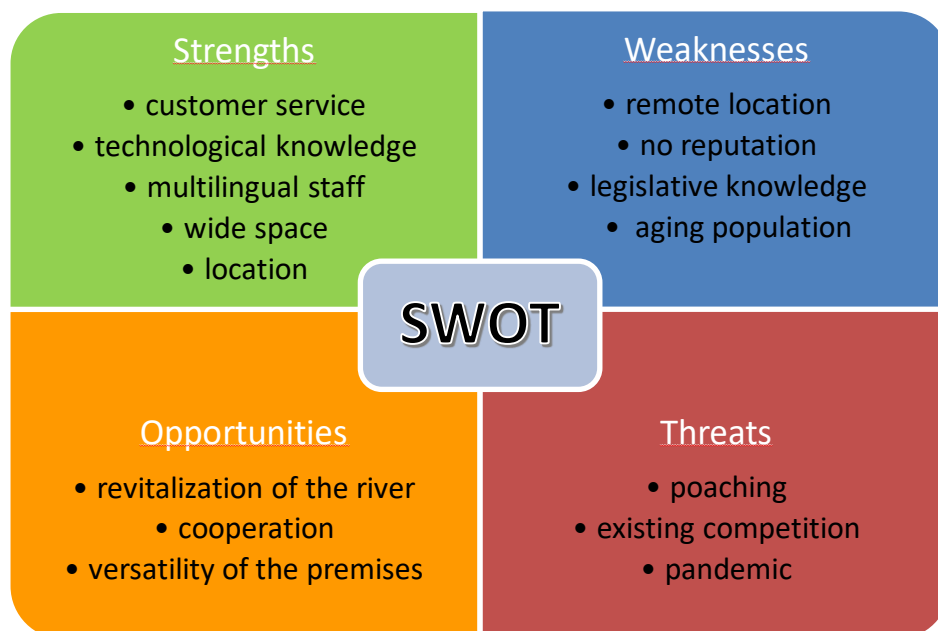 Strengths
• customer service
• technological knowledge
• multilingual staff
• wide space
• location
Weaknesses
• remote location
• no reputation
• legislative knowledge
• aging population
SWOT
Opportunities
• revitalization of the river
• cooperation
• versatility of the premises
Threats
• poaching
• existing competition
• pandemic